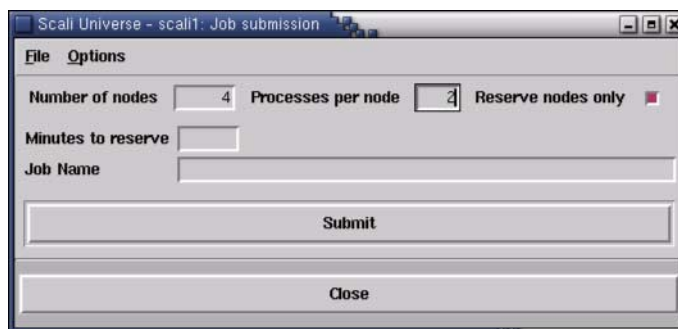 Scali Universe - scali1: Job submission
File Options
Number of nodes 4 Processes per node 2 Reserve nodes only
Minutes to reserve
Job Name
Submit
Close